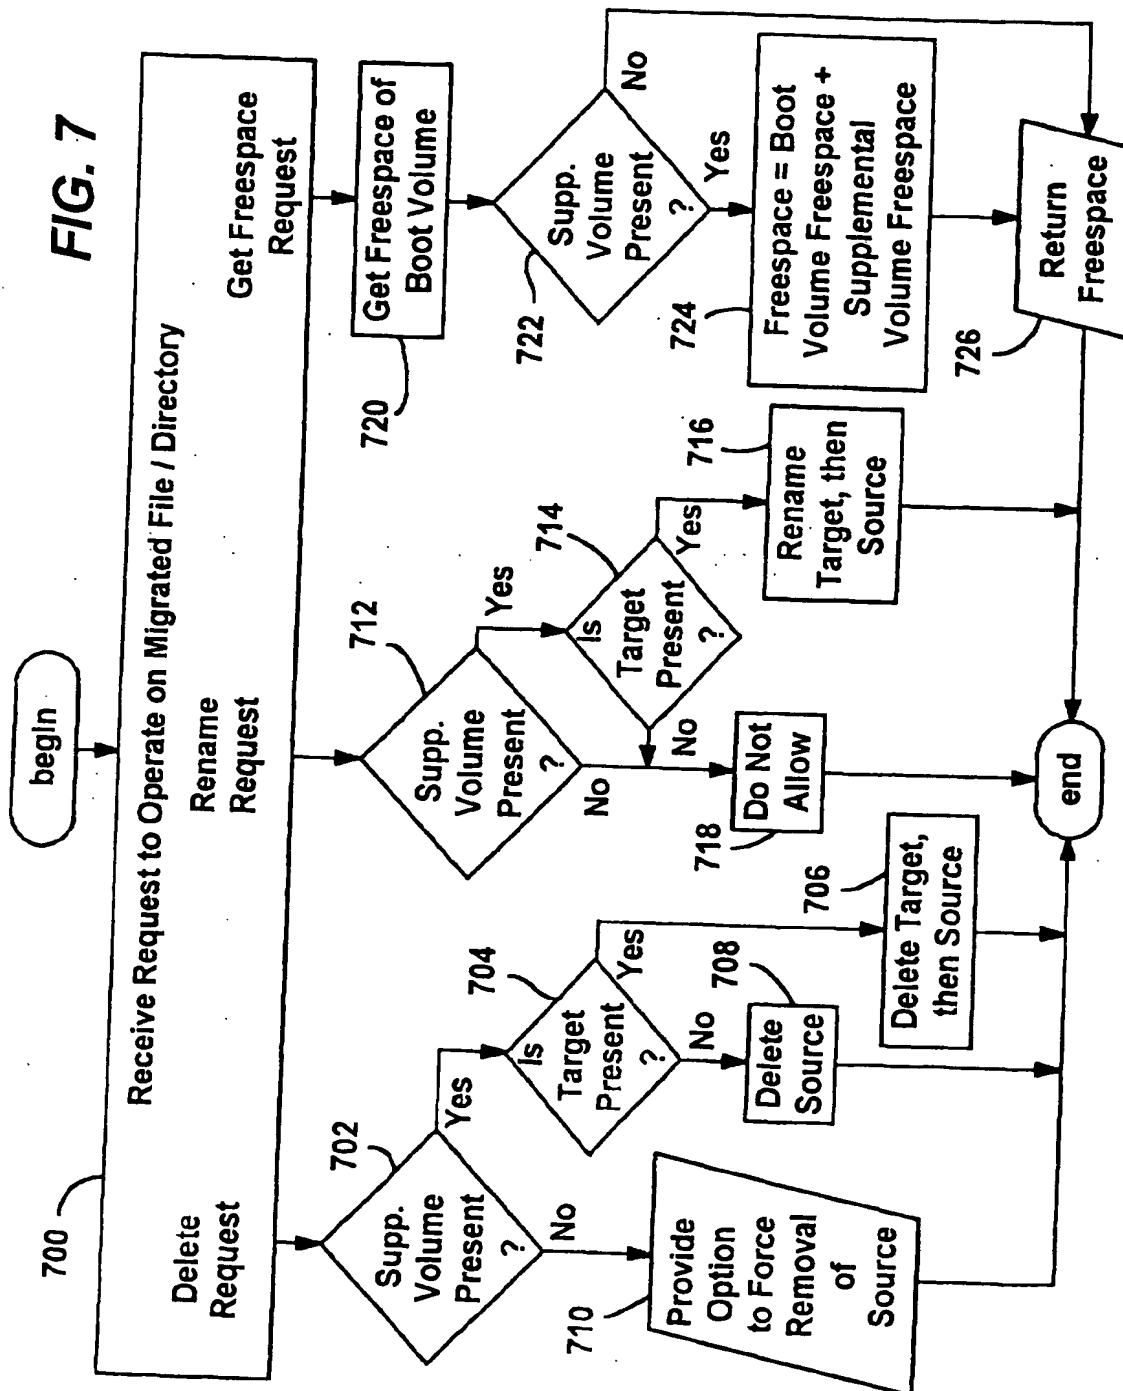 FIG. 7
begin
700
Receive Request to Operate on Migrated File / Directory
Delete
Request
Rename
Request
Get Freespace
Request
702
Supp.
Volume
Present
?
Yes
No
704
Is
Target
Present
?
Yes
No
706
Delete Target,
then Source
708
Delete
Source
710
Provide
Option
to Force
Removal
of
Source
712
Supp.
Volume
Present
?
Yes
No
714
Is
Target
Present
?
Yes
No
716
Rename
Target, then
Source
718
Do Not
Allow
720
Get Freespace of
Boot Volume
722
Supp.
Volume
Present
?
No
Yes
724
Freespace = Boot
Volume Freespace +
Supplemental
Volume Freespace
726
Return
Freespace
end